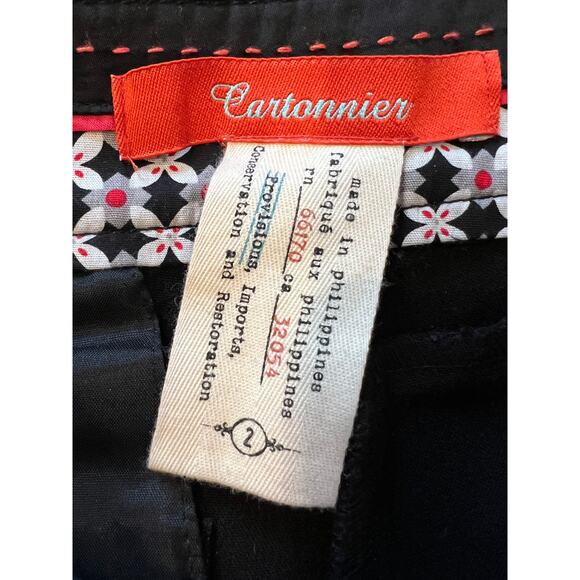 Cartonnier
made in philippines
fabriqué aux philippines
rn 66170 ca 32054
Provisions, Imports,
Conservation and Restoration
2